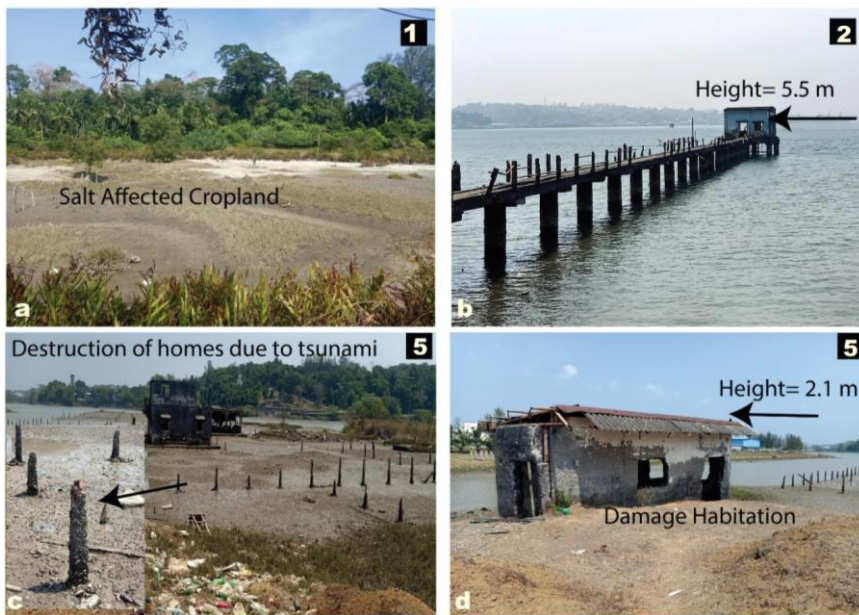 1
Salt Affected Cropland
a
2
Height= 5.5 m
b
Destruction of homes due to tsunami
5
c
5
Height= 2.1 m
Damage Habitation
d